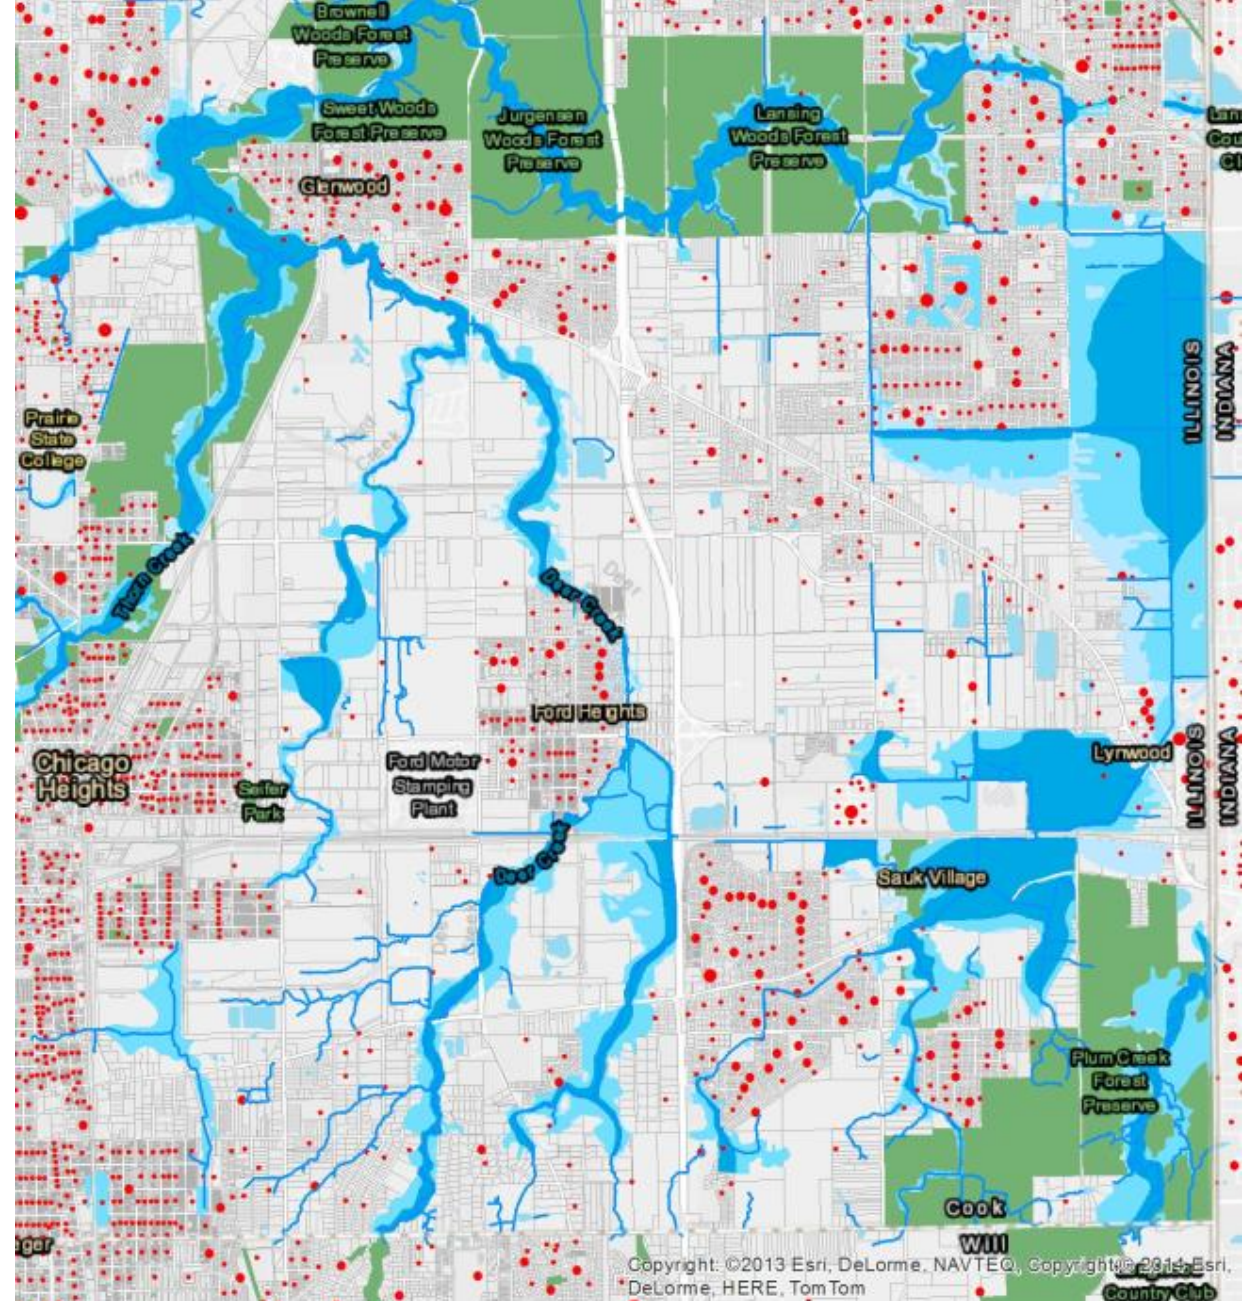 Brownell
Woods Forest
Preserve
Sweet Woods
Forest Preserve
Jurgensen
Woods Forest
Preserve
Lansing
Woods Forest
Preserve
Glenwood
ILLINOIS
INDIANA
Prairie
State
College
Thorn Creek
Deer Creek
Ford Heights
Chicago
Heights
Seifer
Park
Ford Motor
Stamping
Plant
Lynwood
ILLINOIS
INDIANA
Deer Creek
Sauk Village
Plum Creek
Forest
Preserve
Cook
Will
Copyright: ©2013 Esri, DeLorme, NAVTEQ, Copyright:© 2014 Esri,
DeLorme, HERE, TomTom
Country Club